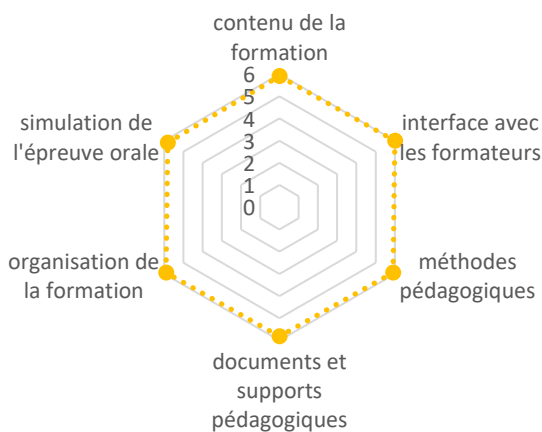 contenu de la
formation
6
5
4
3
2
1
0
interface avec
les formateurs
méthodes
pédagogiques
documents et
supports
pédagogiques
organisation de
la formation
simulation de
l'épreuve orale